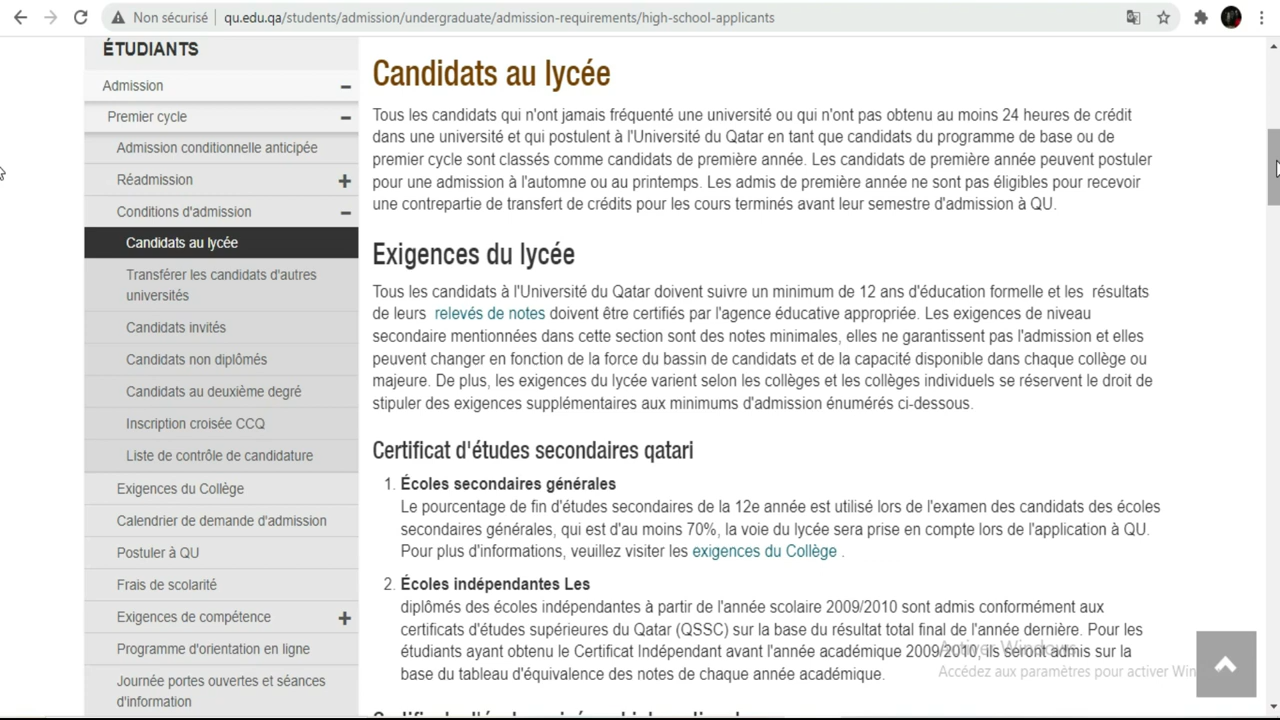 Non sécurisé
qu.edu.qa/students/admission/undergraduate/admission-requirements/high-school-applicants
ÉTUDIANTS
Admission
Premier cycle
Admission conditionnelle anticipée
Réadmission
Conditions d'admission
Candidats au lycée
Transférer les candidats d'autres
universités
Candidats invités
Candidats non diplômés
Candidats au deuxième degré
Inscription croisée CCQ
Liste de contrôle de candidature
Exigences du Collège
Calendrier de demande d'admission
Postuler à QU
Frais de scolarité
Exigences de compétence
Programme d'orientation en ligne
Journée portes ouvertes et séances
d'information
Candidats au lycée
Tous les candidats qui n'ont jamais fréquenté une université ou qui n'ont pas obtenu au moins 24 heures de crédit
dans une université et qui postulent à l'Université du Qatar en tant que candidats du programme de base ou de
premier cycle sont classés comme candidats de première année. Les candidats de première année peuvent postuler
pour une admission à l'automne ou au printemps. Les admis de première année ne sont pas éligibles pour recevoir
une contrepartie de transfert de crédits pour les cours terminés avant leur semestre d'admission à QU.
Exigences du lycée
Tous les candidats à l'Université du Qatar doivent suivre un minimum de 12 ans d'éducation formelle et les résultats
de leurs relevés de notes doivent être certifiés par l'agence éducative appropriée. Les exigences de niveau
secondaire mentionnées dans cette section sont des notes minimales, elles ne garantissent pas l'admission et elles
peuvent changer en fonction de la force du bassin de candidats et de la capacité disponible dans chaque collège ou
majeure. De plus, les exigences du lycée varient selon les collèges et les collèges individuels se réservent le droit de
stipuler des exigences supplémentaires aux minimums d'admission énumérés ci-dessous.
Certificat d'études secondaires qatari
1. Écoles secondaires générales
Le pourcentage de fin d'études secondaires de la 12e année est utilisé lors de l'examen des candidats des écoles
secondaires générales, qui est d'au moins 70%, la voie du lycée sera prise en compte lors de l'application à QU.
Pour plus d'informations, veuillez visiter les exigences du Collège .
2. Écoles indépendantes Les
diplômés des écoles indépendantes à partir de l'année scolaire 2009/2010 sont admis conformément aux
certificats d'études supérieures du Qatar (QSSC) sur la base du résultat total final de l'année dernière. Pour les
étudiants ayant obtenu le Certificat Indépendant avant l'année académique 2009/2010, ils seront admis sur la
base du tableau d'équivalence des notes de chaque année académique.
Activer Windows
Accédez aux paramètres pour activer Win